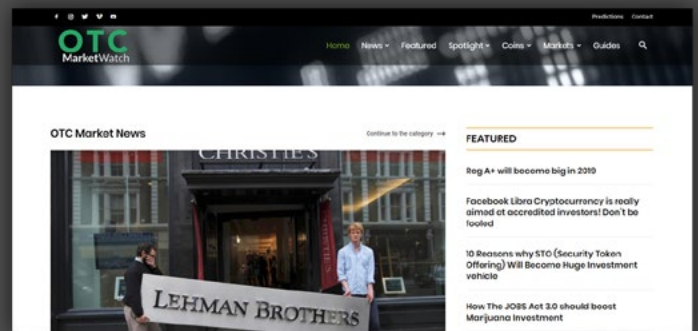 Predictions Contact
OTC
MarketWatch
Home News Featured Spotlight Coins Markets Guides
OTC Market News
Continue to the category →
CHRISTIE'S
CHRISTIE'S
LEHMAN BROTHERS
FEATURED
Reg A+ will become big in 2019
Facebook Libra Cryptocurrency is really
aimed at accredited investors! Don't be
fooled
10 Reasons why STO (Security Token
Offering) Will Become Huge Investment
vehicle
How The JOBS Act 3.0 should boost
Marijuana Investment